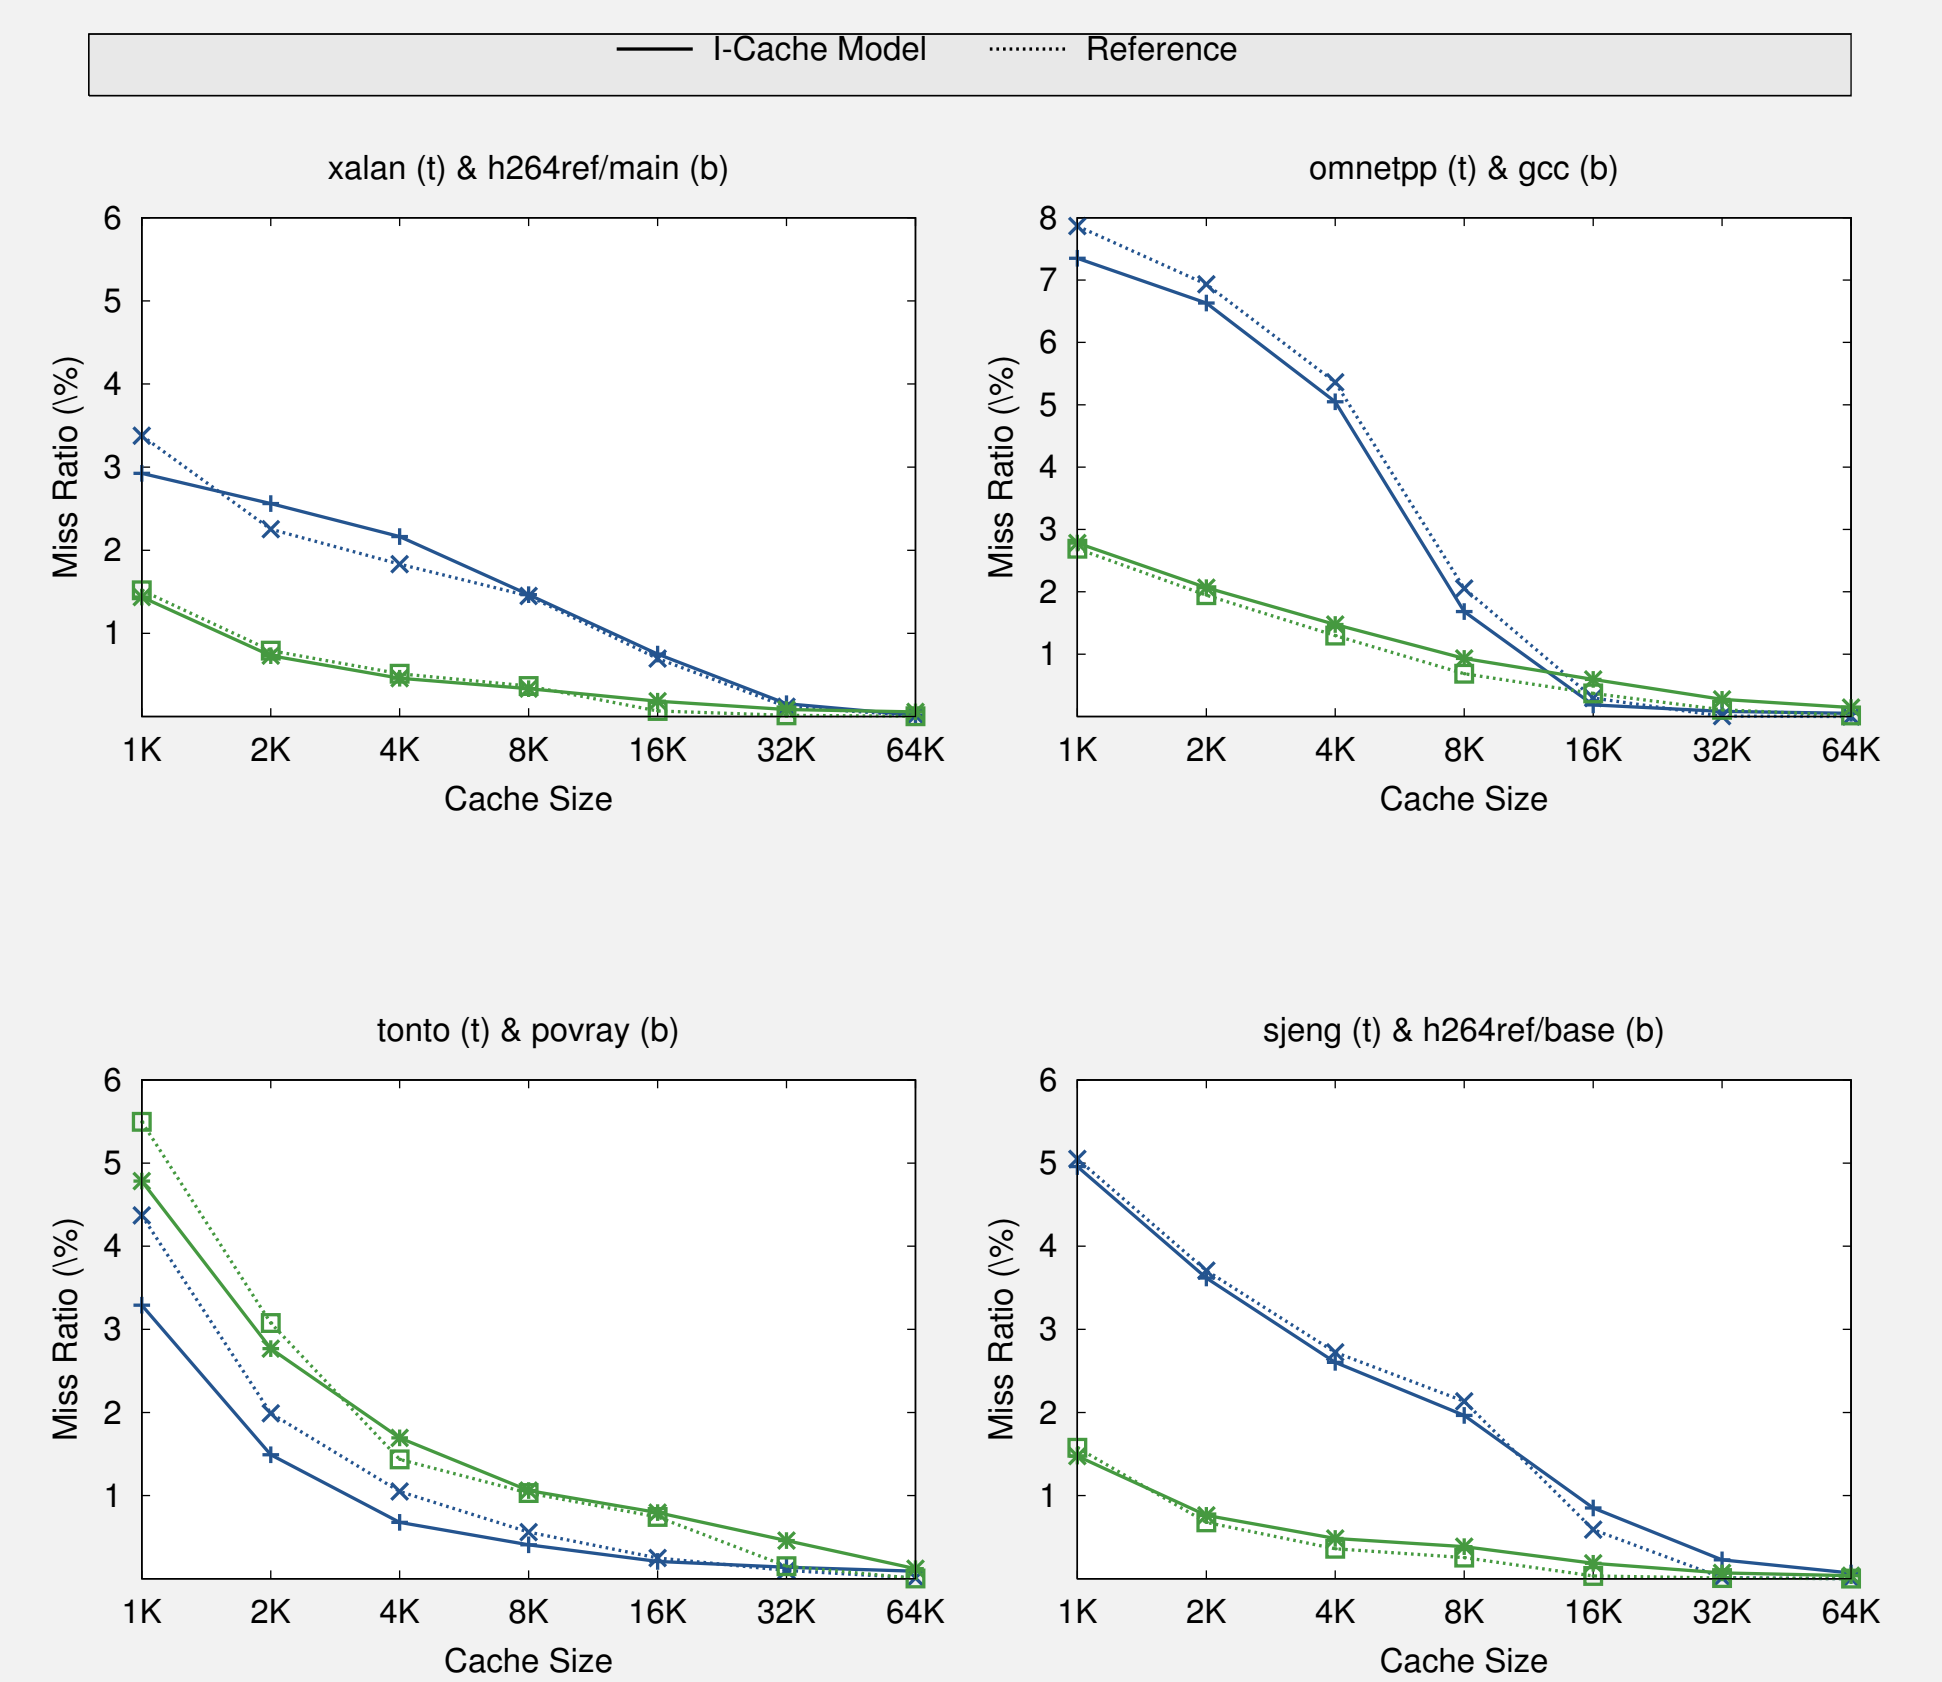 I-Cache Model Reference
xalan (t) & h264ref/main (b)
6
5
4
3
2
1
Miss Ratio (\%)
1K 2K 4K 8K 16K 32K 64K
Cache Size
omnetpp (t) & gcc (b)
8
7
6
5
4
3
2
1
Miss Ratio (\%)
1K 2K 4K 8K 16K 32K 64K
Cache Size
tonto (t) & povray (b)
6
5
4
3
2
1
Miss Ratio (\%)
1K 2K 4K 8K 16K 32K 64K
Cache Size
sjeng (t) & h264ref/base (b)
6
5
4
3
2
1
Miss Ratio (\%)
1K 2K 4K 8K 16K 32K 64K
Cache Size